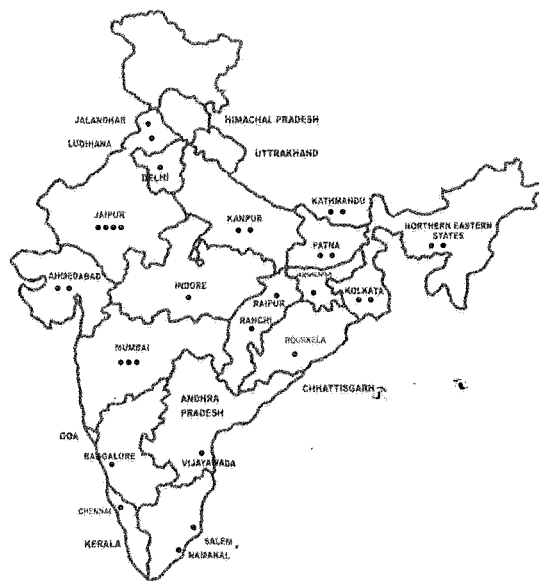 JALANDHAR
HIMACHAL PRADESH
LUDHIANA
UTTRAKHAND
DELHI
KATHMANDU
JAIPUR
KANPUR
NORTHERN EASTERN
STATES
PATNA
AHMEDABAD
INDORE
KOLKATA
RAIPUR
RANCHI
ROURKELA
MUMBAI
CHHATTISGARH
ANDHRA
PRADESH
GOA
BANGALORE
VIJAYAWADA
CHENNAI
KERALA
SALEM
NAMAKAL